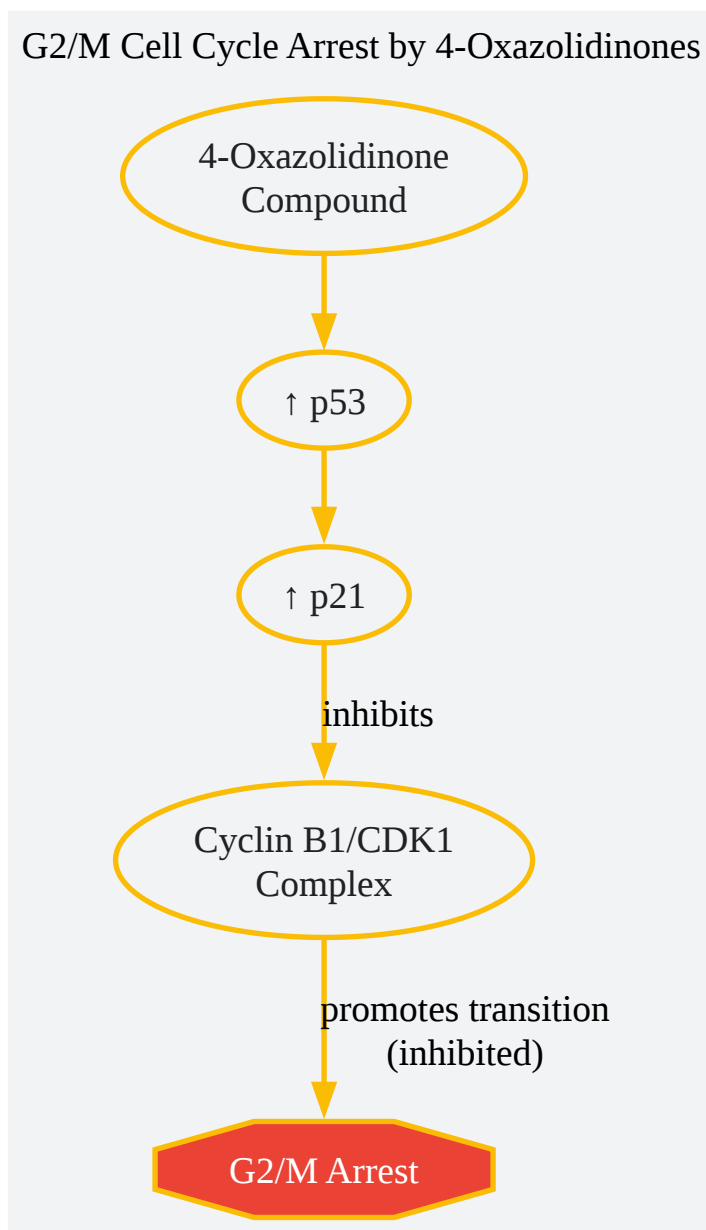 G2/M Cell Cycle Arrest by 4-Oxazolidinones
4-Oxazolidinone
Compound
↑ p53
↑ p21
inhibits
Cyclin B1/CDK1
Complex
promotes transition
(inhibited)
G2/M Arrest